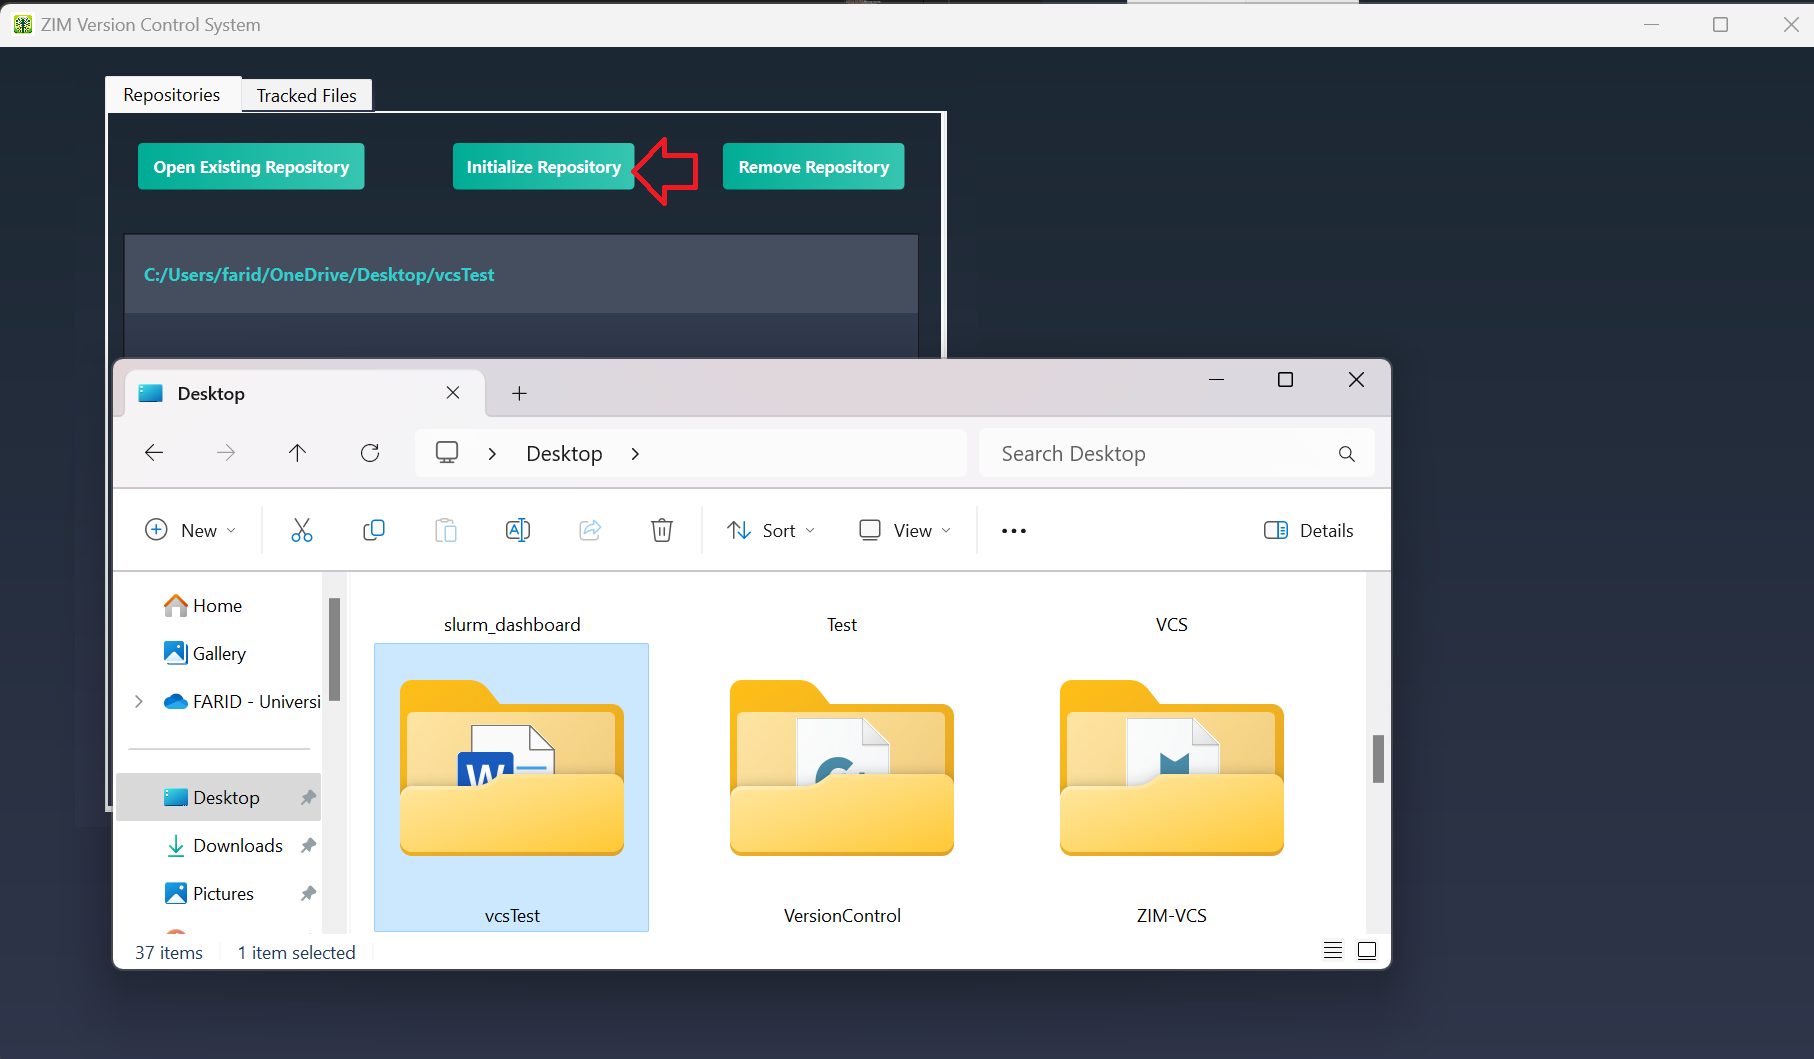 ZIM Version Control System
Repositories
Tracked Files
Open Existing Repository
Initialize Repository
Remove Repository
C:/Users/farid/OneDrive/Desktop/vcsTest
Desktop
Desktop
Search Desktop
New
Sort
View
Details
Home
Gallery
FARID - Universi
Desktop
Downloads
Pictures
slurm_dashboard
Test
VCS
W
vcsTest
VersionControl
ZIM-VCS
37 items
1 item selected